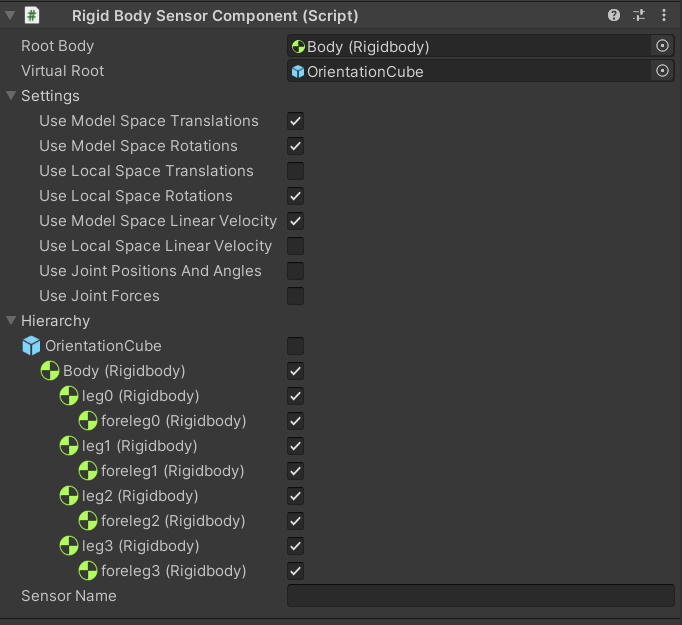 # Rigid Body Sensor Component (Script)
Root Body Body (Rigidbody)
Virtual Root OrientationCube
Settings
Use Model Space Translations
Use Model Space Rotations
Use Local Space Translations
Use Local Space Rotations
Use Model Space Linear Velocity
Use Local Space Linear Velocity
Use Joint Positions And Angles
Use Joint Forces
Hierarchy
OrientationCube
Body (Rigidbody)
leg0 (Rigidbody)
foreleg0 (Rigidbody)
leg1 (Rigidbody)
foreleg1 (Rigidbody)
leg2 (Rigidbody)
foreleg2 (Rigidbody)
leg3 (Rigidbody)
foreleg3 (Rigidbody)
Sensor Name